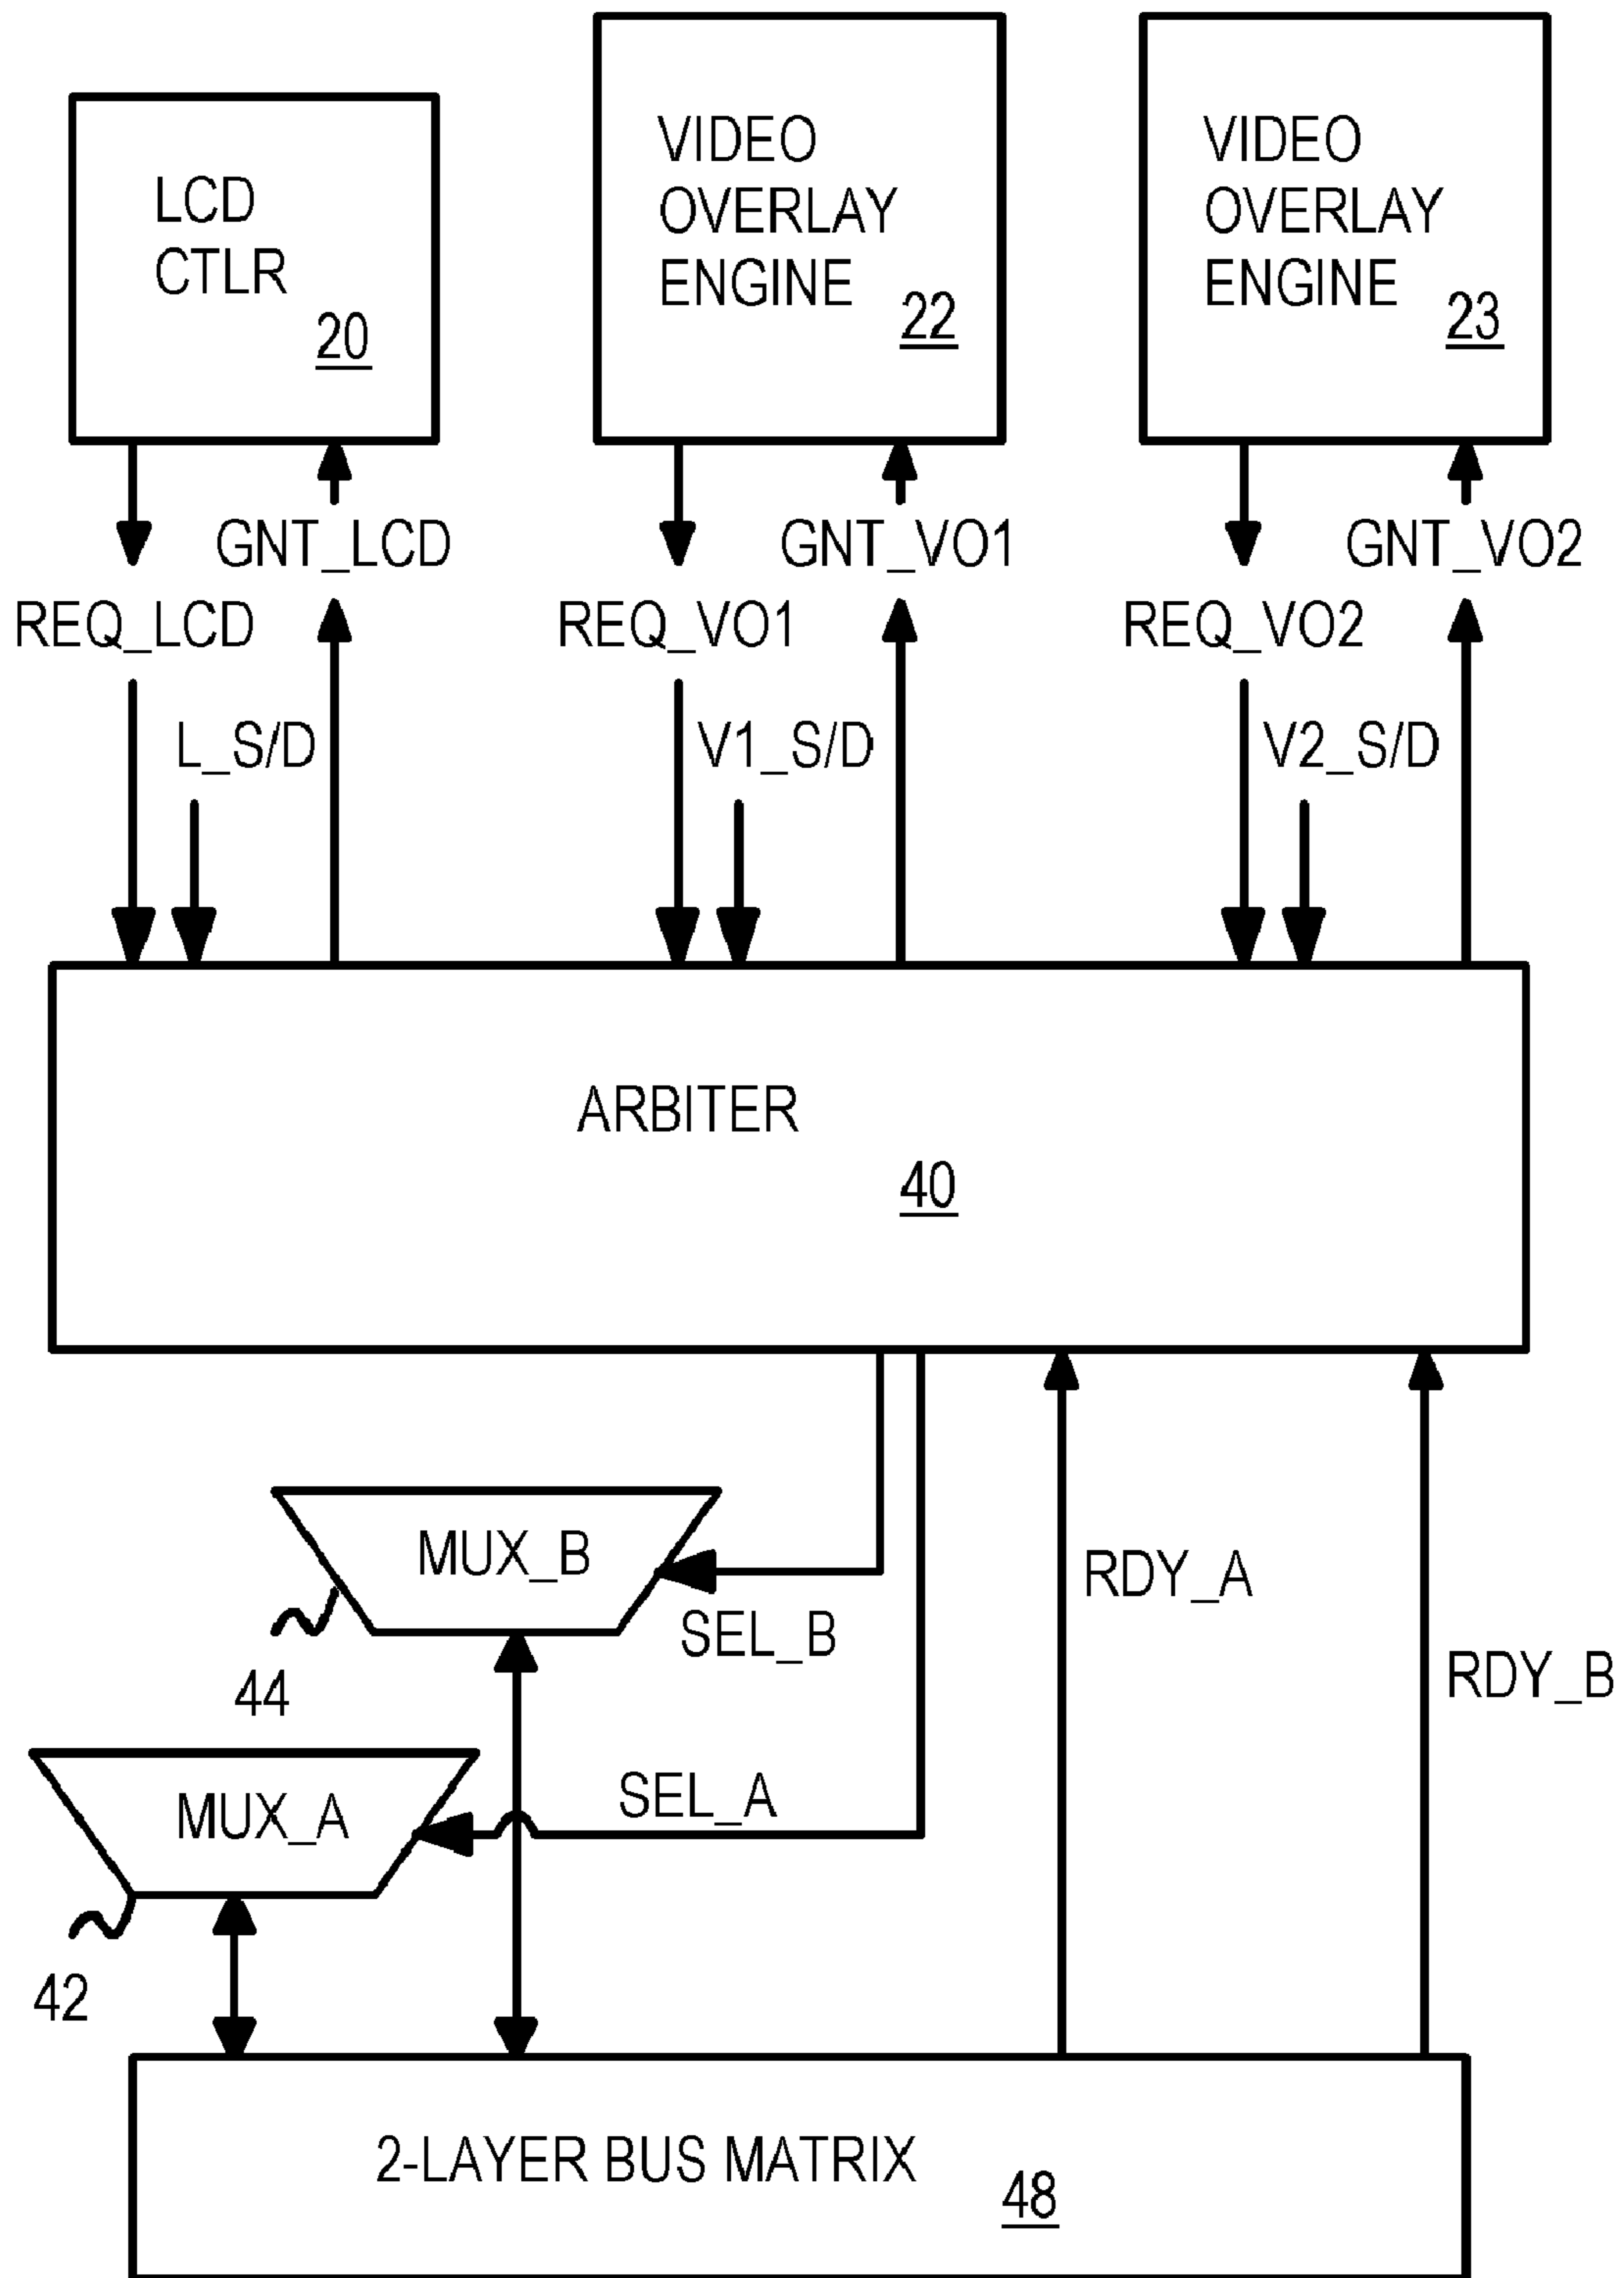 LCD
CTLR
20
VIDEO
OVERLAY
ENGINE
22
VIDEO
OVERLAY
ENGINE
23
GNT_LCD
GNT_VO1
GNT_VO2
REQ_LCD
REQ_VO1
REQ_VO2
L_S/D
V1_S/D
V2_S/D
ARBITER
40
MUX_B
RDY_A
SEL_B
44
RDY_B
SEL_A
MUX_A
42
2-LAYER BUS MATRIX
48